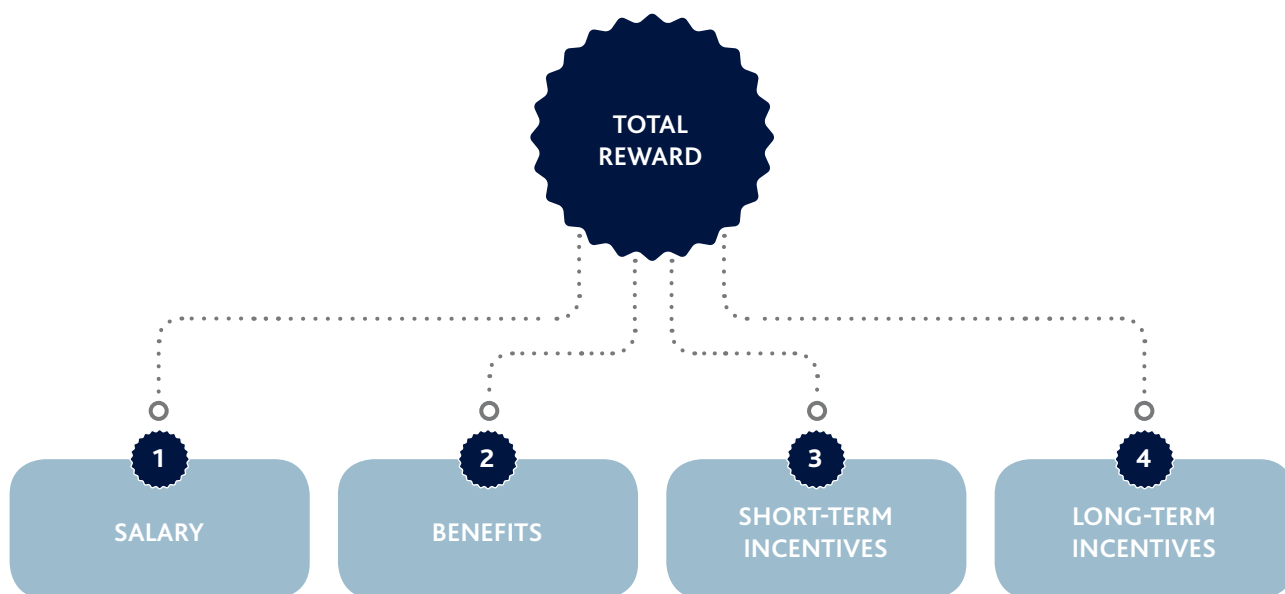 TOTAL
REWARD
1
SALARY
2
BENEFITS
3
SHORT-TERM
INCENTIVES
4
LONG-TERM
INCENTIVES